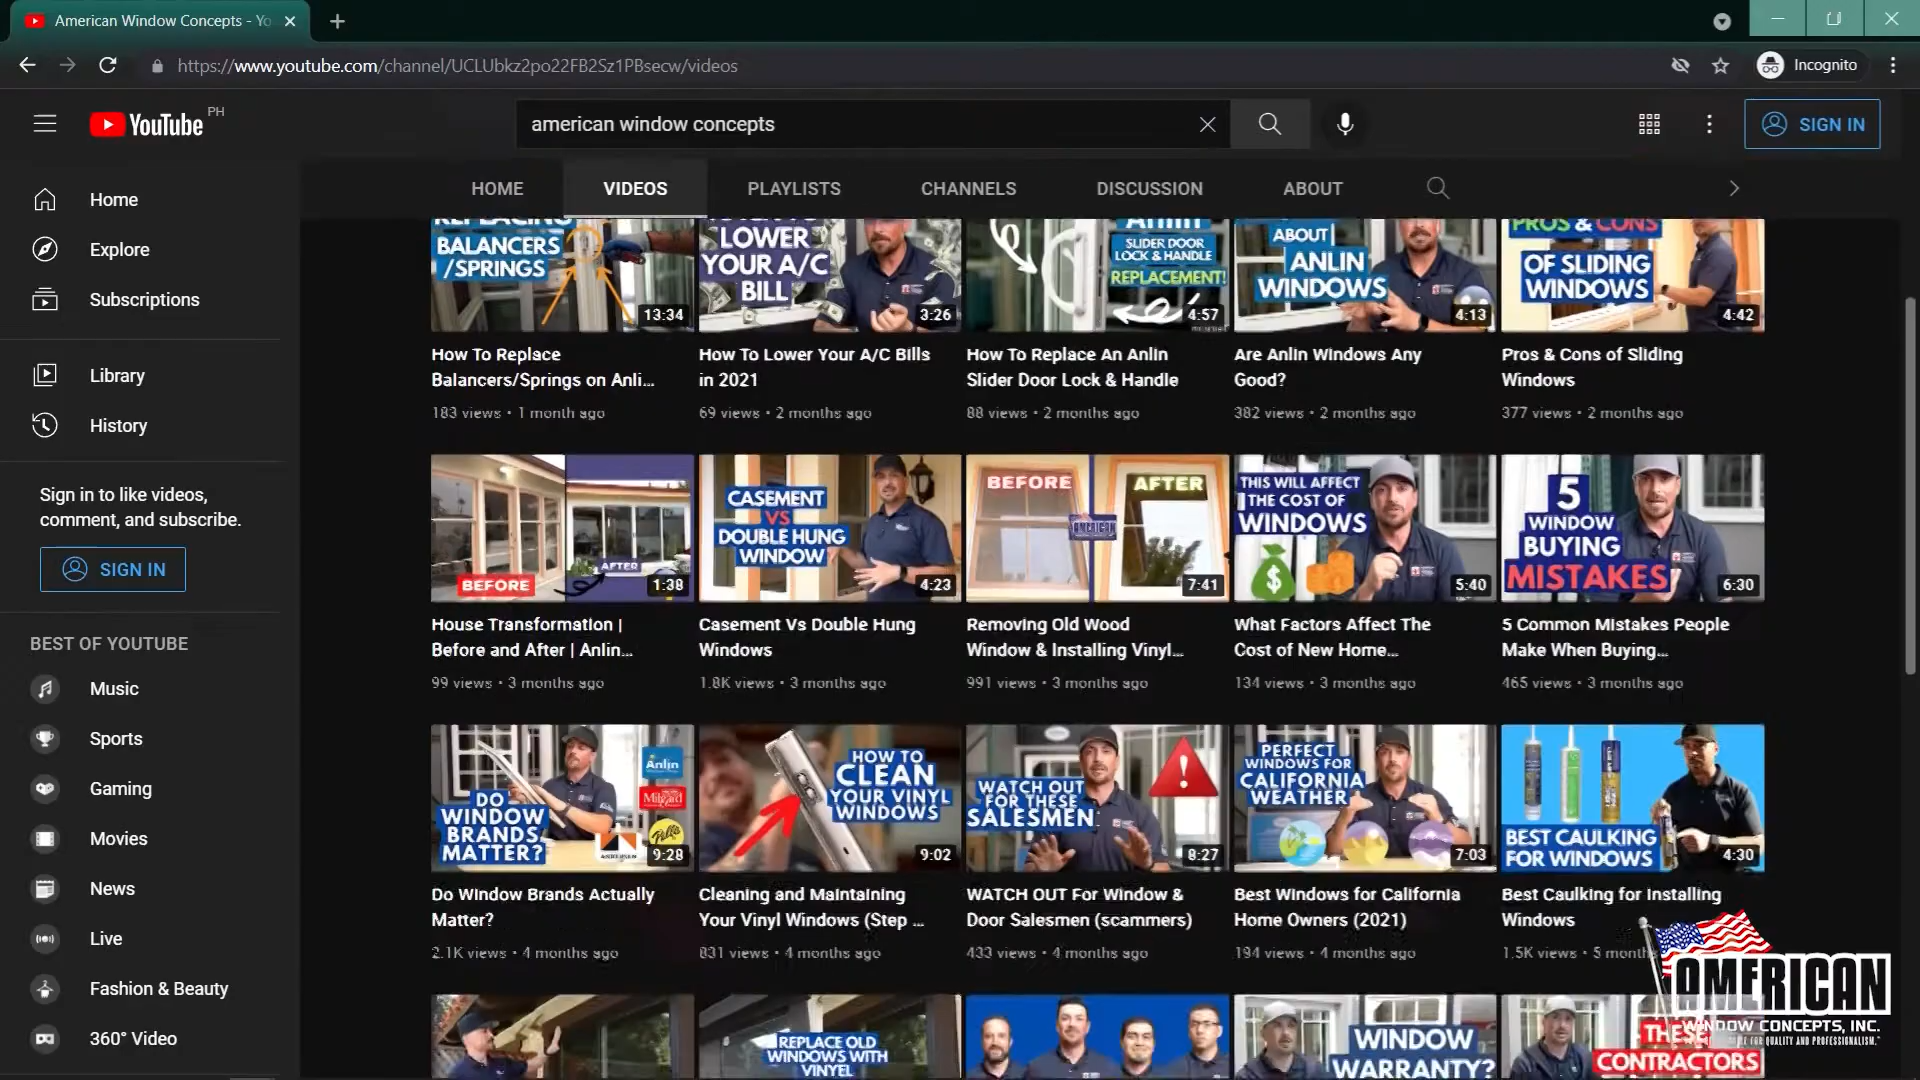 American Window Concepts - Yo
https://www.youtube.com/channel/UCLUbkz2po22FB2Sz1PBsecw/videos
Incognito
YouTube PH
american window concepts
SIGN IN
HOME VIDEOS PLAYLISTS CHANNELS DISCUSSION ABOUT
Home
Explore
Subscriptions
Library
History
Sign in to like videos,
comment, and subscribe.
SIGN IN
BEST OF YOUTUBE
Music
Sports
Gaming
Movies
News
Live
Fashion & Beauty
360° Video
REPLACING
BALANCERS
/SPRINGS
13:34
How To Replace
Balancers/Springs on Anli...
183 views • 1 month ago
LOWER
YOUR A/C
BILL
3:26
How To Lower Your A/C Bills
in 2021
69 views • 2 months ago
Anlin
SLIDER DOOR
LOCK & HANDLE
REPLACEMENT!
4:57
How To Replace An Anlin
Slider Door Lock & Handle
88 views • 2 months ago
ABOUT
ANLIN
WINDOWS
4:13
Are Anlin Windows Any
Good?
382 views • 2 months ago
PROS & CONS
OF SLIDING
WINDOWS
4:42
Pros & Cons of Sliding
Windows
377 views • 2 months ago
BEFORE
AFTER
1:38
House Transformation |
Before and After | Anlin...
99 views • 3 months ago
CASEMENT
VS
DOUBLE HUNG
WINDOW
4:23
Casement Vs Double Hung
Windows
1.8K views • 3 months ago
BEFORE
AFTER
AMERICAN
7:41
Removing Old Wood
Window & Installing Vinyl...
991 views • 3 months ago
THIS WILL AFFECT
THE COST OF
WINDOWS
5:40
What Factors Affect The
Cost of New Home...
134 views • 3 months ago
5
WINDOW
BUYING
MISTAKES
6:30
5 Common Mistakes People
Make When Buying...
465 views • 3 months ago
DO
WINDOW
BRANDS
MATTER?
Anlin
Milgard
Pella
ANDERSEN
9:28
Do Window Brands Actually
Matter?
2.1K views • 4 months ago
HOW TO
CLEAN
YOUR VINYL
WINDOWS
9:02
Cleaning and Maintaining
Your Vinyl Windows (Step ...
831 views • 4 months ago
WATCH OUT
FOR THESE
SALESMEN
8:27
WATCH OUT For Window &
Door Salesmen (scammers)
433 views • 4 months ago
PERFECT
WINDOWS FOR
CALIFORNIA
WEATHER
7:03
Best Windows for California
Home Owners (2021)
194 views • 4 months ago
BEST CAULKING
FOR WINDOWS
4:30
Best Caulking for Installing
Windows
1.5K views • 5 months
REPLACE OLD
WINDOWS WITH
VINYEL
WINDOW
WARRANTY?
THESE
CONTRACTORS
AMERICAN
WINDOW CONCEPTS, INC.
FOR QUALITY AND PROFESSIONALISM."